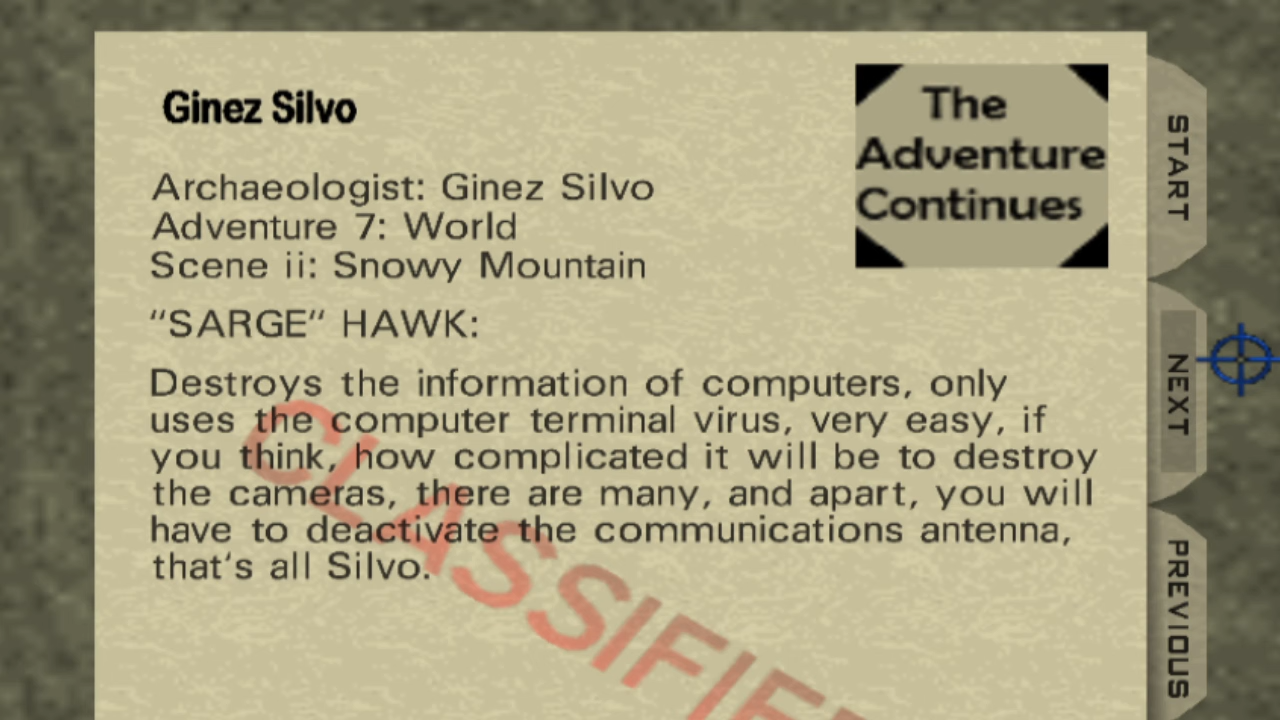 Ginez Silvo
The
Adventure
Continues
Archaeologist: Ginez Silvo
Adventure 7: World
Scene ii: Snowy Mountain
"SARGE" HAWK:
Destroys the information of computers, only
uses the computer terminal virus, very easy, if
you think, how complicated it will be to destroy
the cameras, there are many, and apart, you will
have to deactivate the communications antenna,
that's all Silvo.
CLASSIFIE
START
NEXT
PREVIOUS